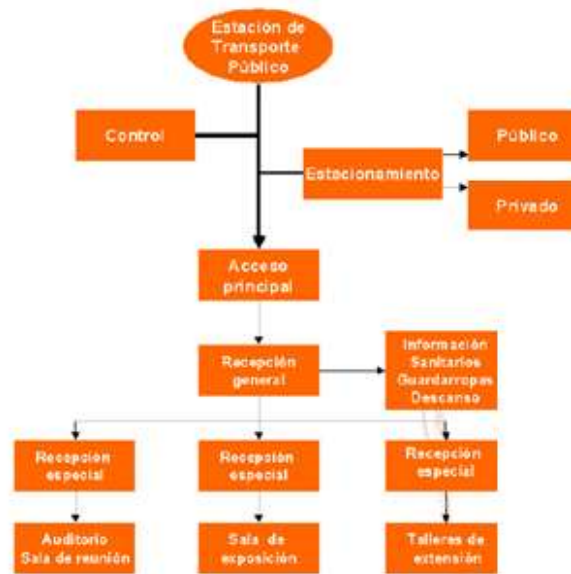 Estación de
Transporte
Público
Control
Público
Estacionamiento
Privado
Acceso
principal
Recepción
general
Información
Sanitarios
Guardarropas
Descanso
Recepción
especial
Recepción
especial
Recepción
especial
Auditorio
Sala de reunión
Sala de
exposición
Talleres de
extensión